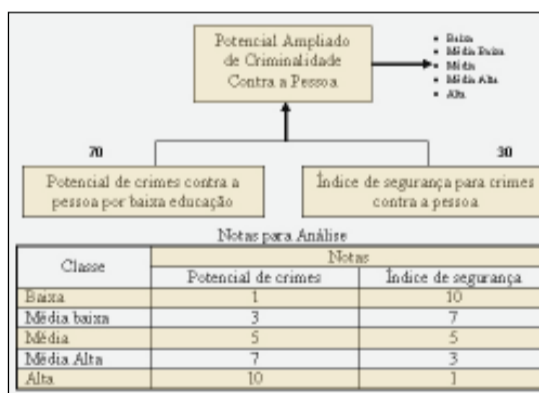 Potencial Ampliado
de Criminalidade
Contra a Pessoa
• Baixa
• Média Baixa
• Média
• Média Alta
• Alta
70
30
Potencial de crimes contra a
pessoa por baixa educação
Índice de segurança para crimes
contra a pessoa
Notas para Análise
Classe
Notas
Potencial de crimes
Índice de segurança
Baixa 1 10
Média baixa 3 7
Média 5 5
Média Alta 7 3
Alta 10 1